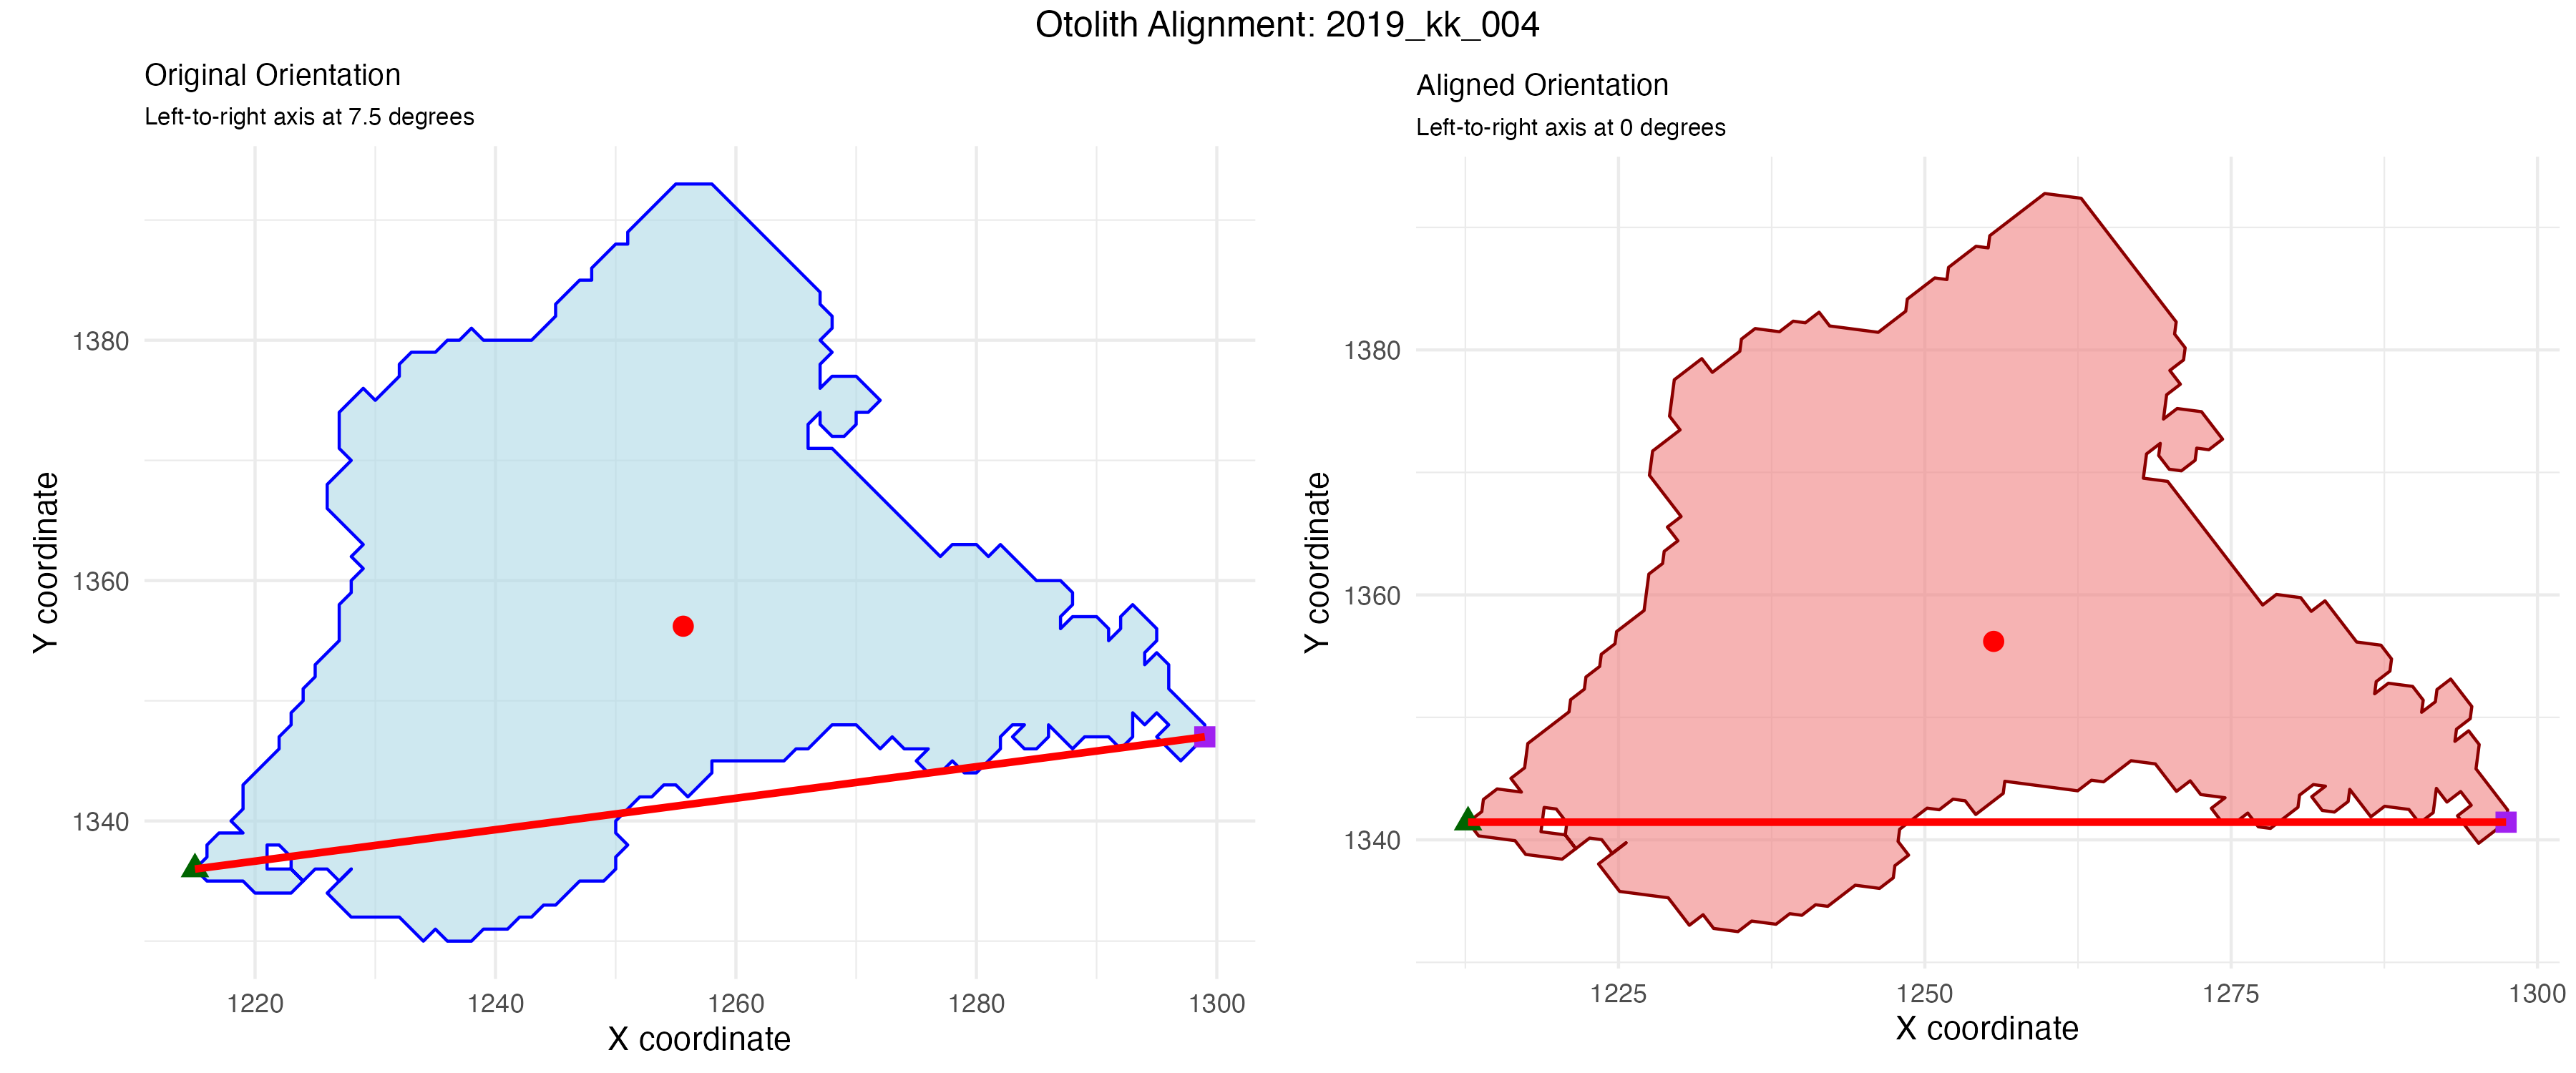 Otolith Alignment: 2019_kk_004
Original Orientation
Left-to-right axis at 7.5 degrees
1380
1360
1340
Y coordinate
1220 1240 1260 1280 1300
X coordinate
Aligned Orientation
Left-to-right axis at 0 degrees
1380
1360
1340
Y coordinate
1225 1250 1275 1300
X coordinate